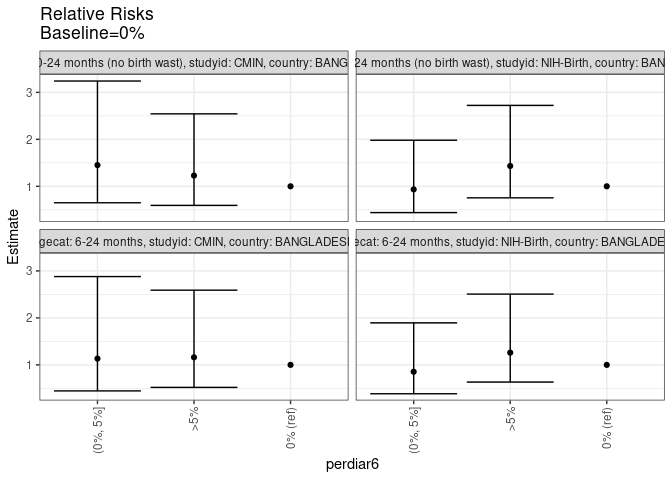 Relative Risks
Baseline=0%
0-24 months (no birth wast), studyid: CMIN, country: BANG
24 months (no birth wast), studyid: NIH-Birth, country: BAN
3
2
1
gecat: 6-24 months, studyid: CMIN, country: BANGLADESH
ecat: 6-24 months, studyid: NIH-Birth, country: BANGLADE
3
2
1
Estimate
(0%, 5%]
>5%
0% (ref)
(0%, 5%]
>5%
0% (ref)
perdiar6